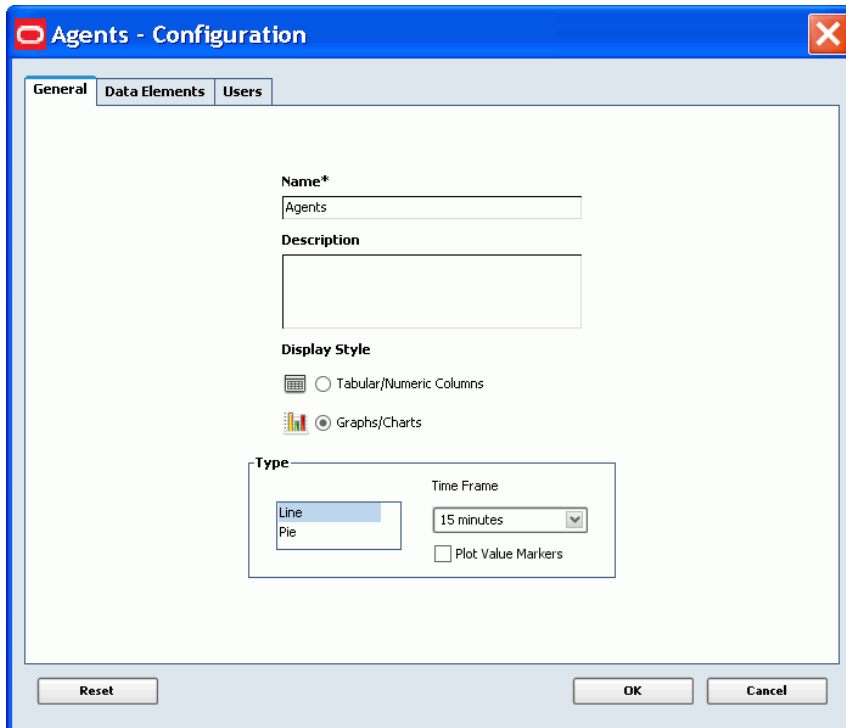 Agents - Configuration
General Data Elements Users
Name*
Agents
Description
Display Style
Tabular/Numeric Columns
Graphs/Charts
Type
Time Frame
Line
15 minutes
Pie
Plot Value Markers
Reset OK Cancel